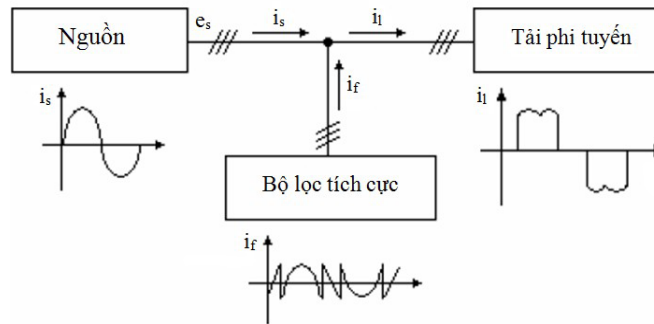 Nguồn
e_s
i_s
i_l
Tải phi tuyến
i_f
i_s
i_l
Bộ lọc tích cực
i_f